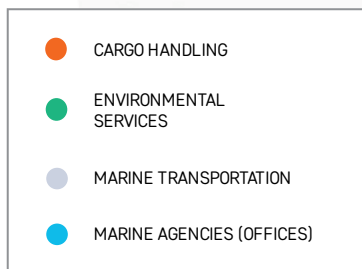 CARGO HANDLING
ENVIRONMENTAL
SERVICES
MARINE TRANSPORTATION
MARINE AGENCIES (OFFICES)